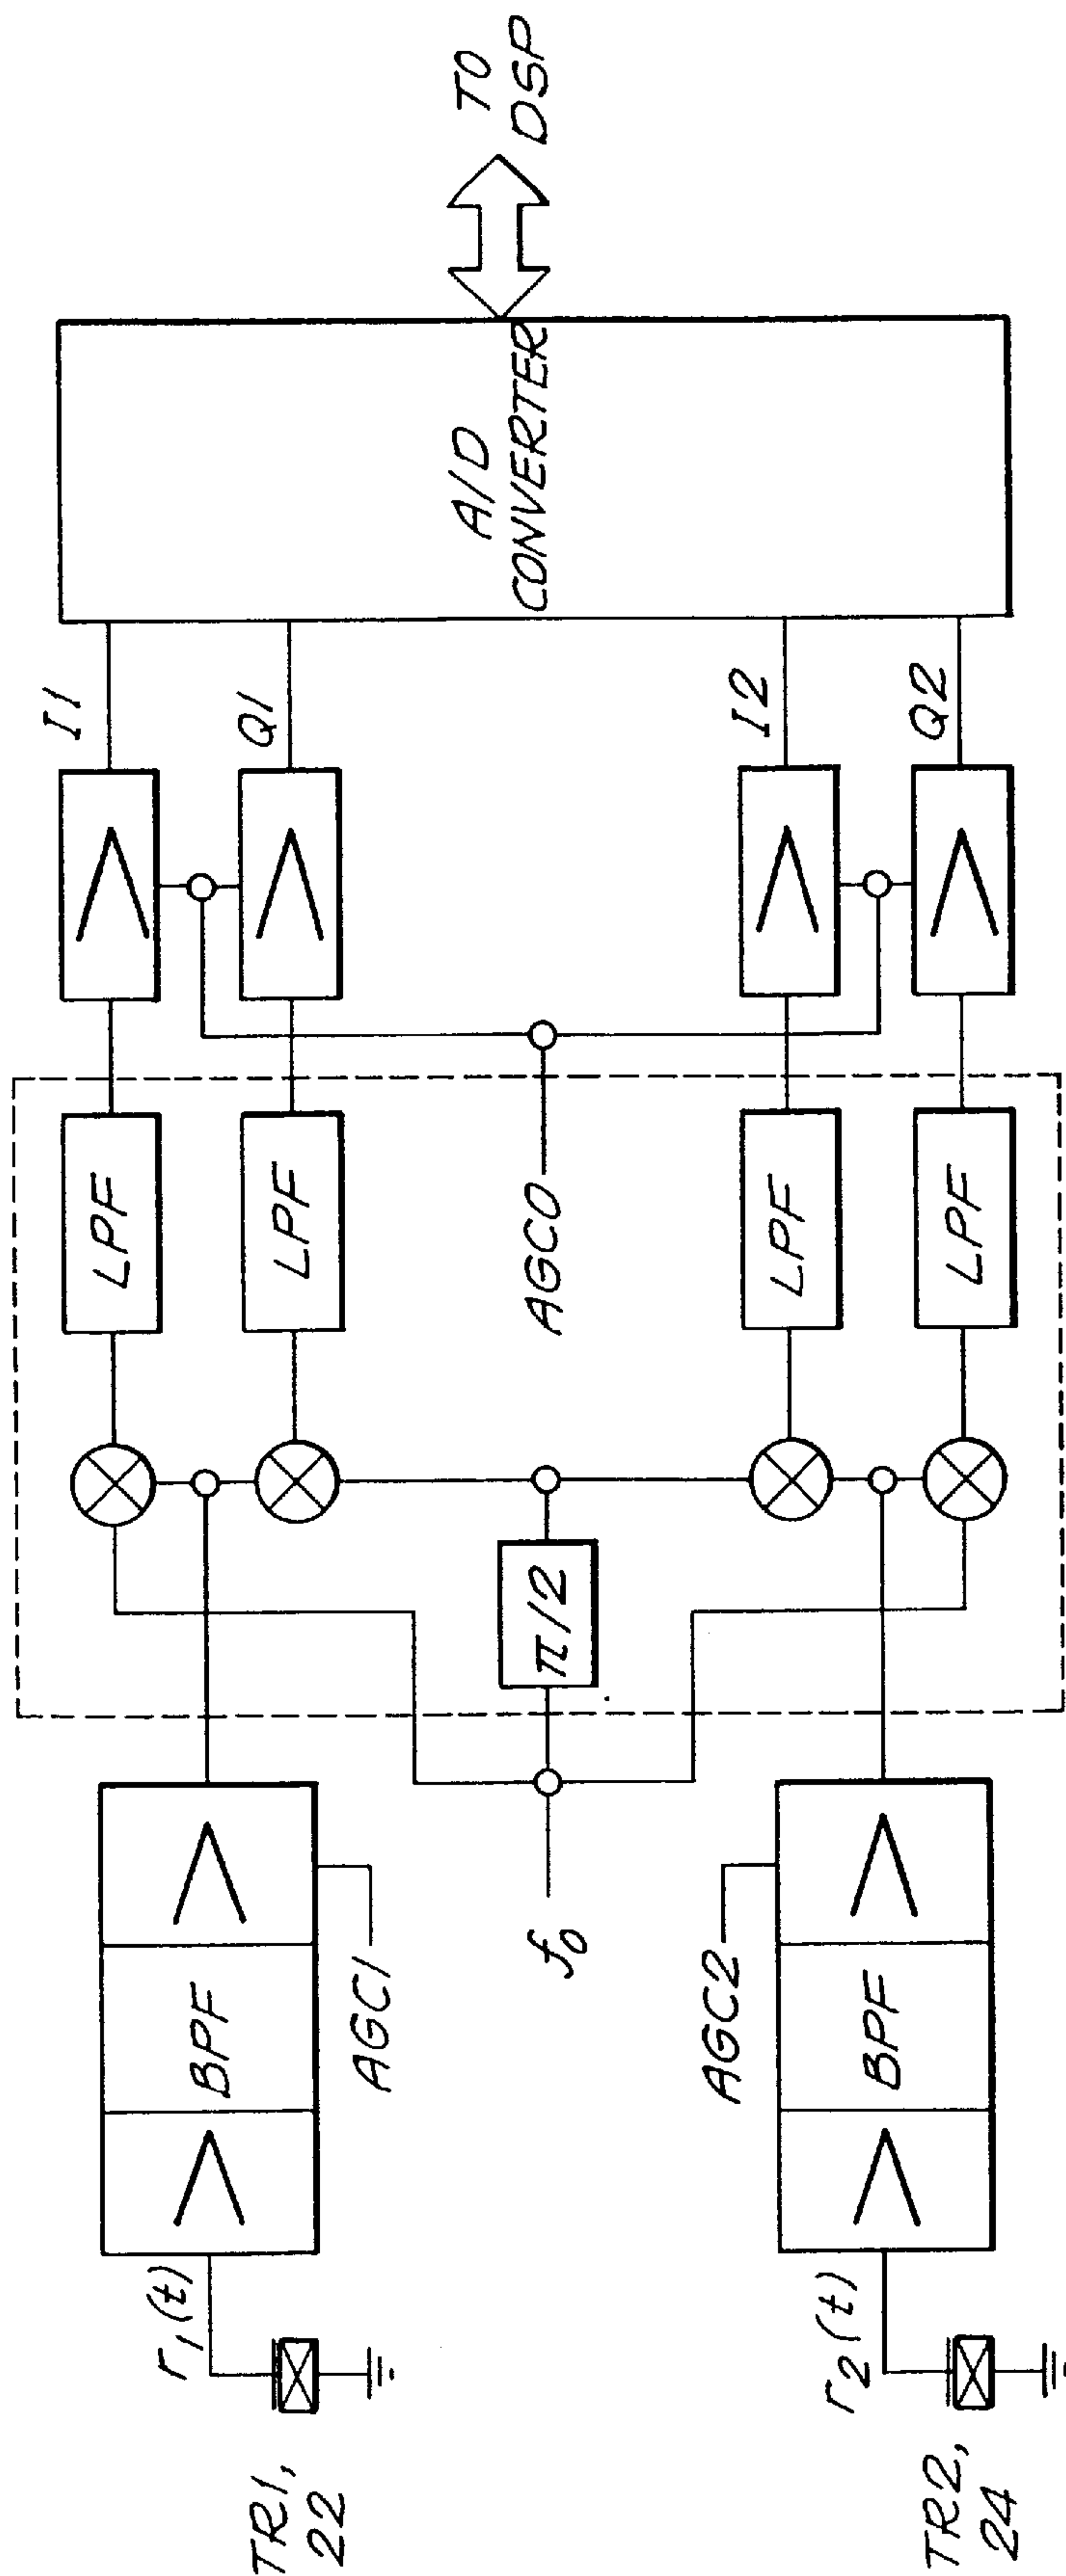 TR1,
22
r1(t)
BPF
AGC1
LPF
LPF
I1
Q1
f0
π/2
AGC0
A/D
CONVERTER
TO
DSP
TR2,
24
r2(t)
BPF
AGC2
LPF
LPF
I2
Q2